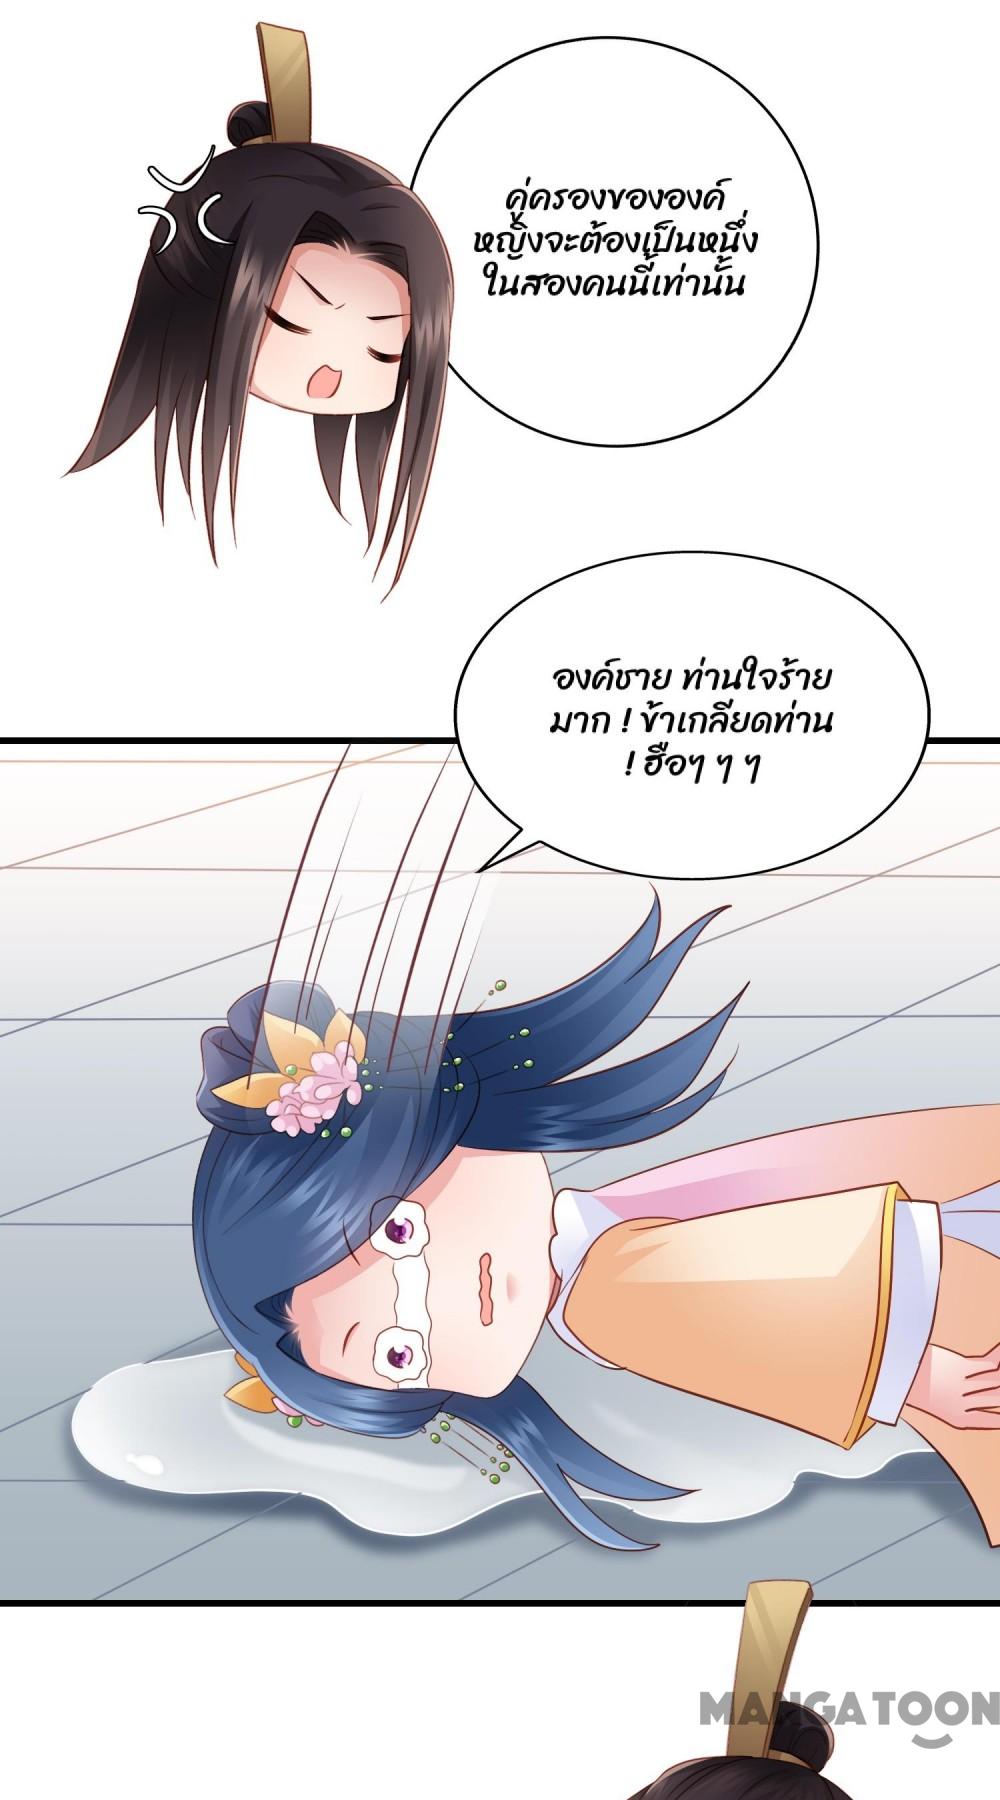 คู่ครองขององค์
หญิงจะต้องเป็นหนึ่ง
ในสองคนนี้เท่านั้น
องค์ชาย ท่านใจร้าย
มาก ! ข้าเกลียดท่าน
! ฮือๆ ๆ ๆ
MANGATOON